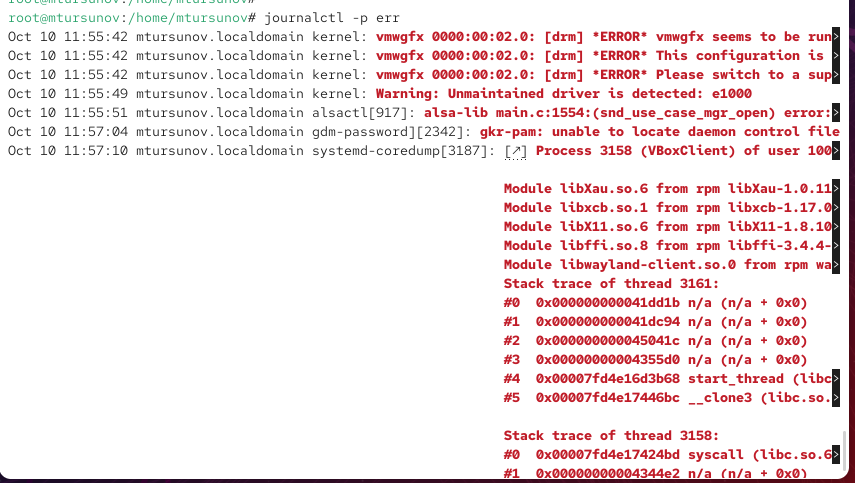 root@mtursunov:/home/mtursunov#
root@mtursunov:/home/mtursunov# journalctl -p err
Oct 10 11:55:42 mtursunov.localdomain kernel: vmwgfx 0000:00:02.0: [drm] *ERROR* vmwgfx seems to be run>
Oct 10 11:55:42 mtursunov.localdomain kernel: vmwgfx 0000:00:02.0: [drm] *ERROR* This configuration is >
Oct 10 11:55:42 mtursunov.localdomain kernel: vmwgfx 0000:00:02.0: [drm] *ERROR* Please switch to a sup>
Oct 10 11:55:49 mtursunov.localdomain kernel: Warning: Unmaintained driver is detected: e1000
Oct 10 11:55:51 mtursunov.localdomain alsactl[917]: alsa-lib main.c:1554:(snd_use_case_mgr_open) error:>
Oct 10 11:57:04 mtursunov.localdomain gdm-password][2342]: gkr-pam: unable to locate daemon control file
Oct 10 11:57:10 mtursunov.localdomain systemd-coredump[3187]: [↗] Process 3158 (VBoxClient) of user 100>
Module libXau.so.6 from rpm libXau-1.0.11>
Module libxcb.so.1 from rpm libxcb-1.17.0>
Module libX11.so.6 from rpm libX11-1.8.10>
Module libffi.so.8 from rpm libffi-3.4.4->
Module libwayland-client.so.0 from rpm wa>
Stack trace of thread 3161:
#0  0x000000000041dd1b n/a (n/a + 0x0)
#1  0x000000000041dc94 n/a (n/a + 0x0)
#2  0x000000000045041c n/a (n/a + 0x0)
#3  0x00000000004355d0 n/a (n/a + 0x0)
#4  0x00007fd4e16d3b68 start_thread (libc>
#5  0x00007fd4e17446bc __clone3 (libc.so.>
Stack trace of thread 3158:
#0  0x00007fd4e17424bd syscall (libc.so.6>
#1  0x00000000004344e2 n/a (n/a + 0x0)